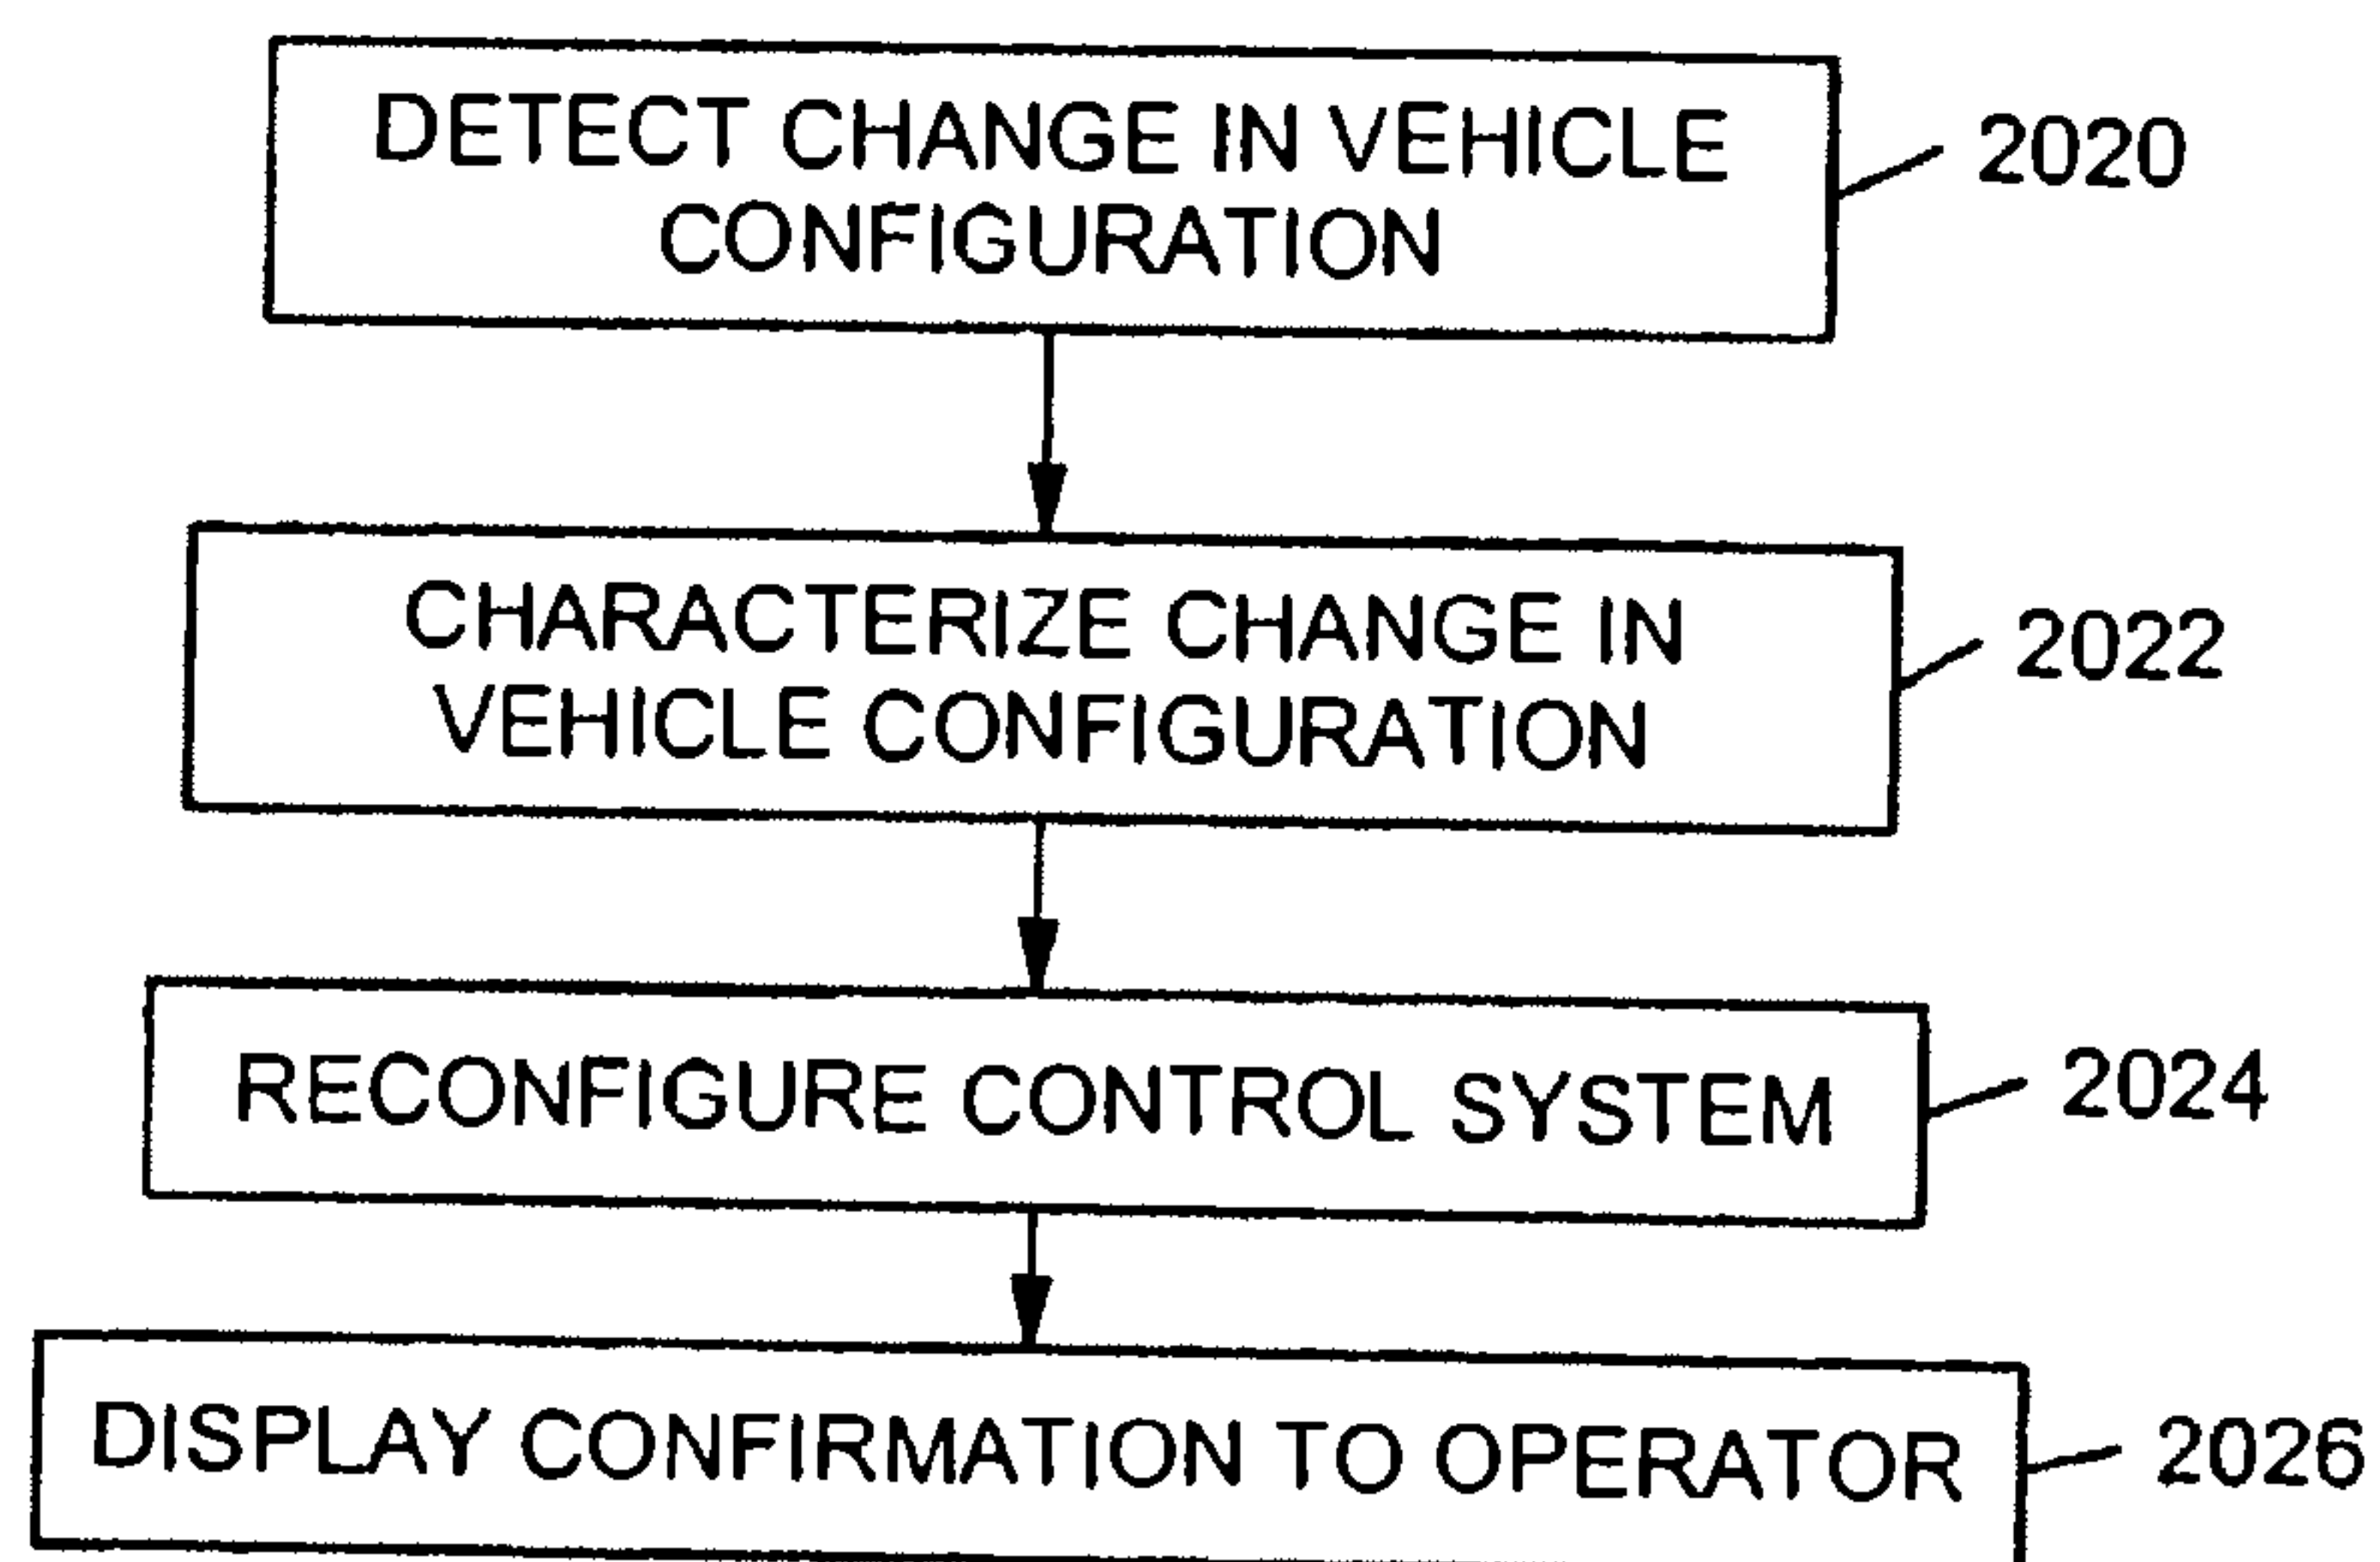 DETECT CHANGE IN VEHICLE
CONFIGURATION
2020
CHARACTERIZE CHANGE IN
VEHICLE CONFIGURATION
2022
RECONFIGURE CONTROL SYSTEM
2024
DISPLAY CONFIRMATION TO OPERATOR
2026